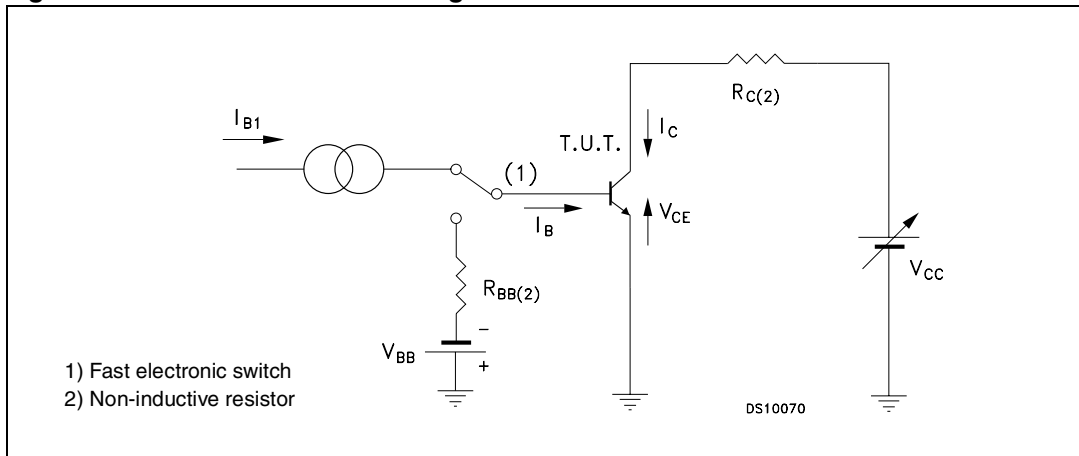 I_B1
T.U.T.
I_C
R_C(2)
(1)
I_B
V_CE
V_CC
R_BB(2)
V_BB
−
+
1) Fast electronic switch
2) Non-inductive resistor
DS10070